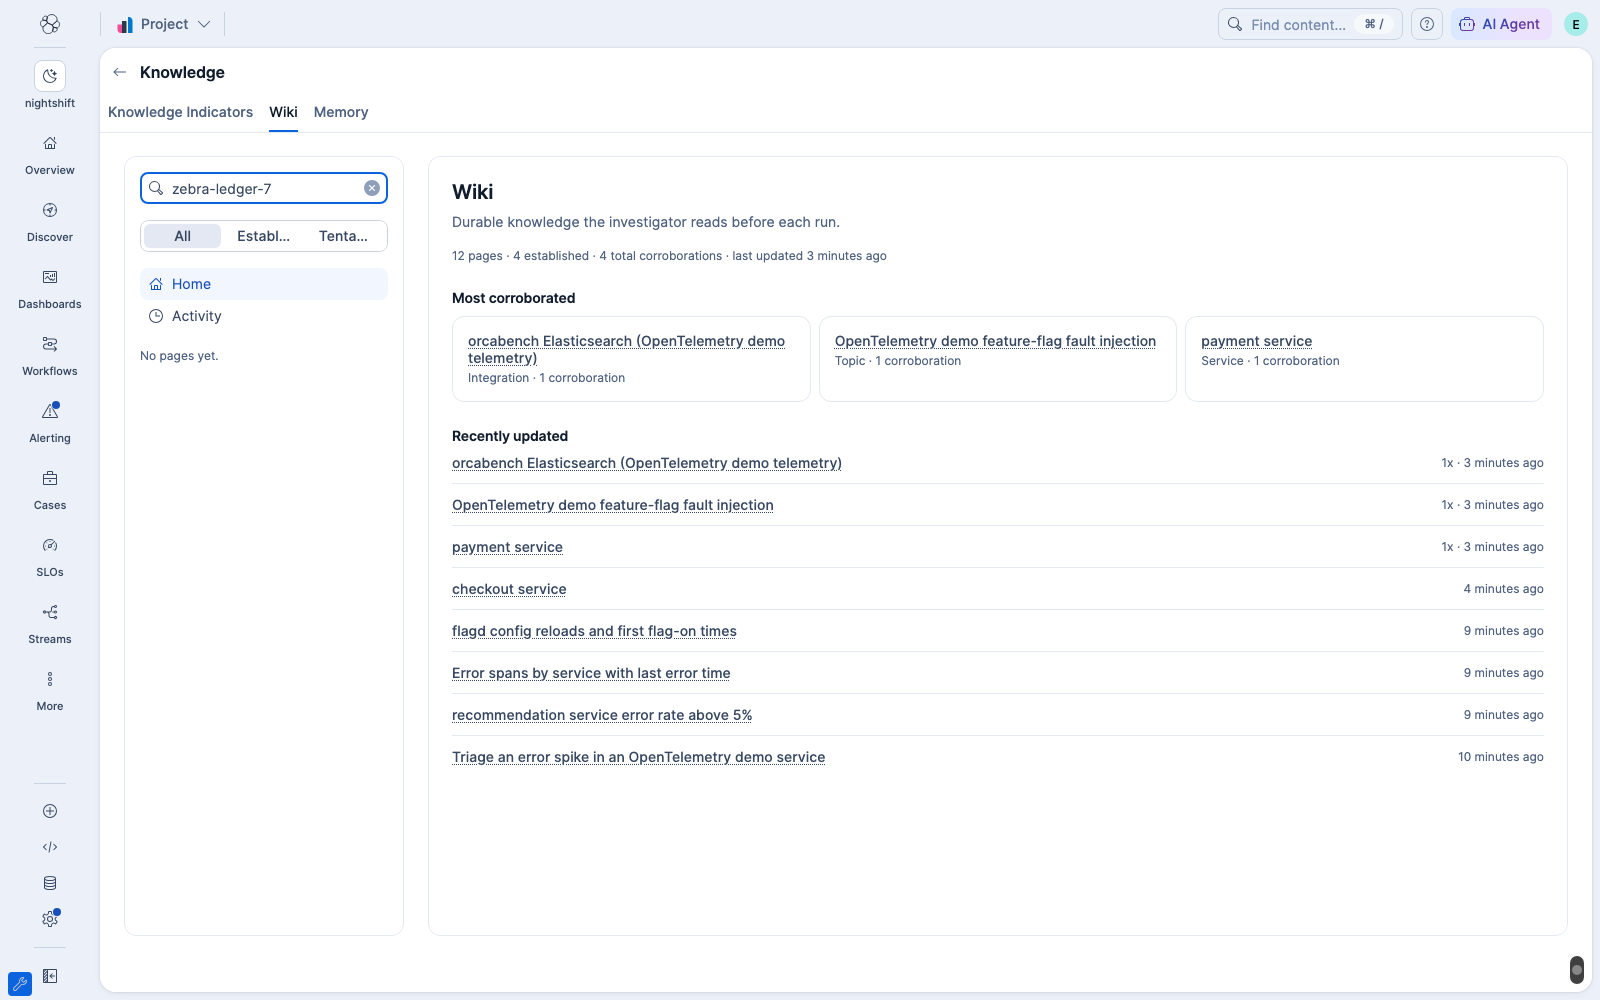 Project
Find content...
⌘ /
AI Agent
E
nightshift
Overview
Discover
Dashboards
Workflows
Alerting
Cases
SLOs
Streams
More
Knowledge
Knowledge Indicators
Wiki
Memory
zebra-ledger-7
All
Establ...
Tenta...
Home
Activity
No pages yet.
Wiki
Durable knowledge the investigator reads before each run.
12 pages · 4 established · 4 total corroborations · last updated 3 minutes ago
Most corroborated
orcabench Elasticsearch (OpenTelemetry demo
telemetry)
Integration · 1 corroboration
OpenTelemetry demo feature-flag fault injection
Topic · 1 corroboration
payment service
Service · 1 corroboration
Recently updated
orcabench Elasticsearch (OpenTelemetry demo telemetry)
1x · 3 minutes ago
OpenTelemetry demo feature-flag fault injection
1x · 3 minutes ago
payment service
1x · 3 minutes ago
checkout service
4 minutes ago
flagd config reloads and first flag-on times
9 minutes ago
Error spans by service with last error time
9 minutes ago
recommendation service error rate above 5%
9 minutes ago
Triage an error spike in an OpenTelemetry demo service
10 minutes ago